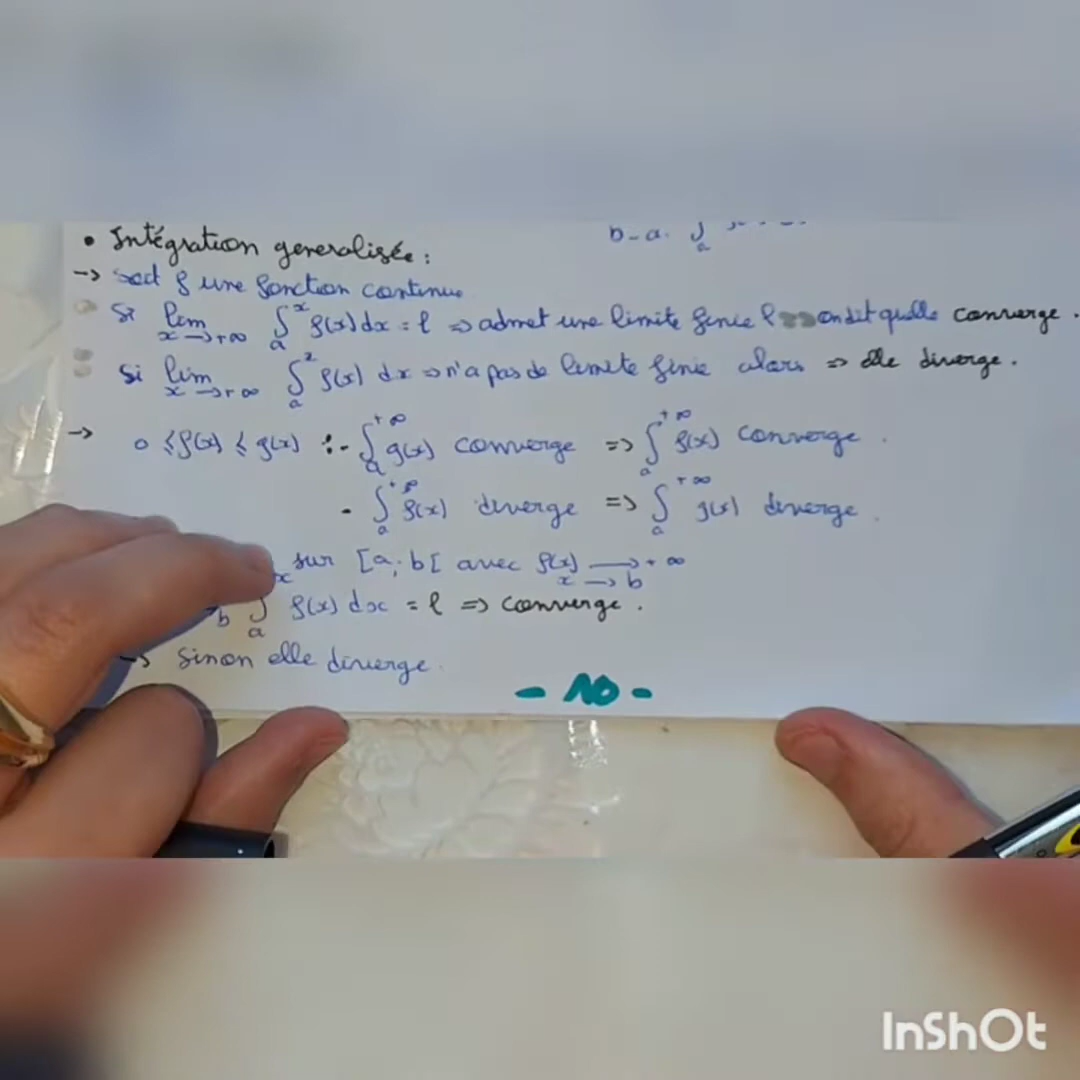 b-a. ∫ₐ
• Intégration generalisée :
→ soit f une fonction continue
Si lim x→+∞ ∫ₐˣ f(x)dx = l ⇒ admet une limite finie l on dit quelle converge.
Si lim x→+∞ ∫ₐˣ f(x) dx ⇒ n'a pas de limite finie alors ⇒ elle diverge.
→ 0 ≤ f(x) ≤ g(x) : - ∫ₐ^{+∞} g(x) converge ⇒ ∫ₐ^{+∞} f(x) converge.
- ∫ₐ^{+∞} f(x) diverge ⇒ ∫ₐ^{+∞} g(x) diverge.
sur [a; b[ avec f(x) → +∞ x → b
b ∫ₐˣ f(x) dx = l ⇒ converge.
→ sinon elle diverge.
- 10 -
InShOt